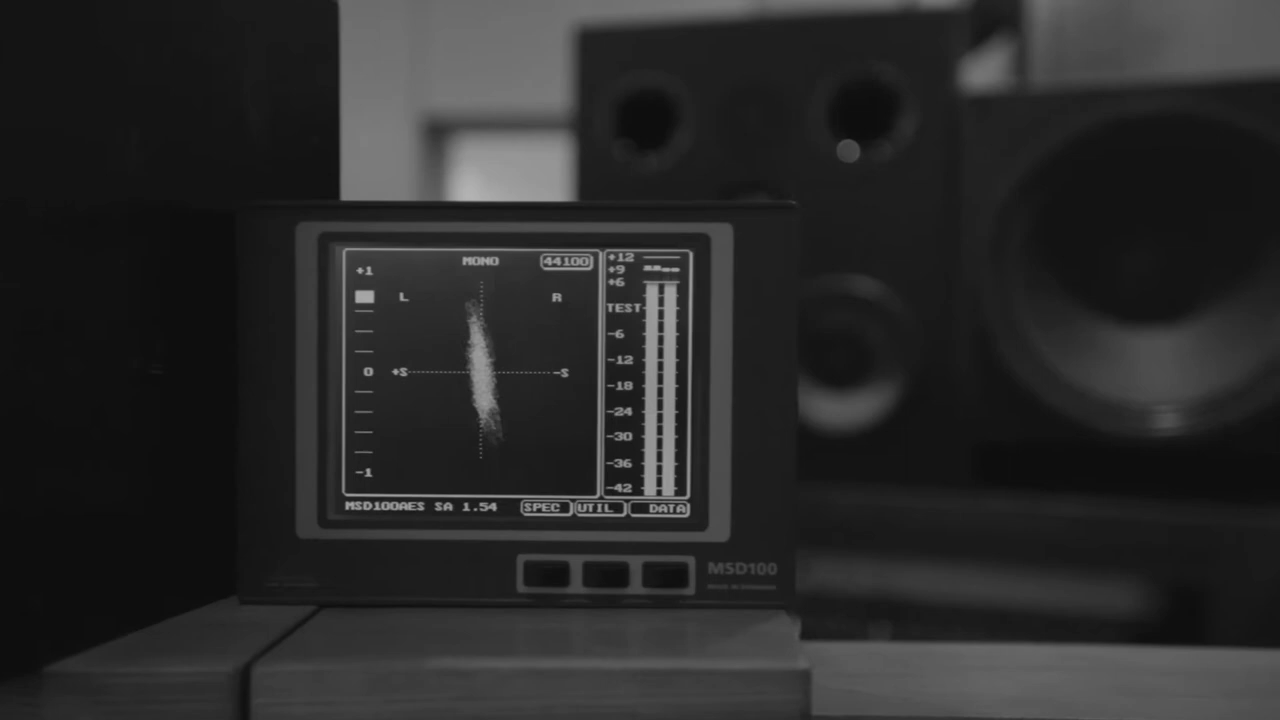 MONO 44100
+1
L R
0 +S -S
-1
+12
+9
+6
TEST
-6
-12
-18
-24
-30
-36
-42
MSD100AES SA 1.54 SPEC UTIL DATA
MSD100